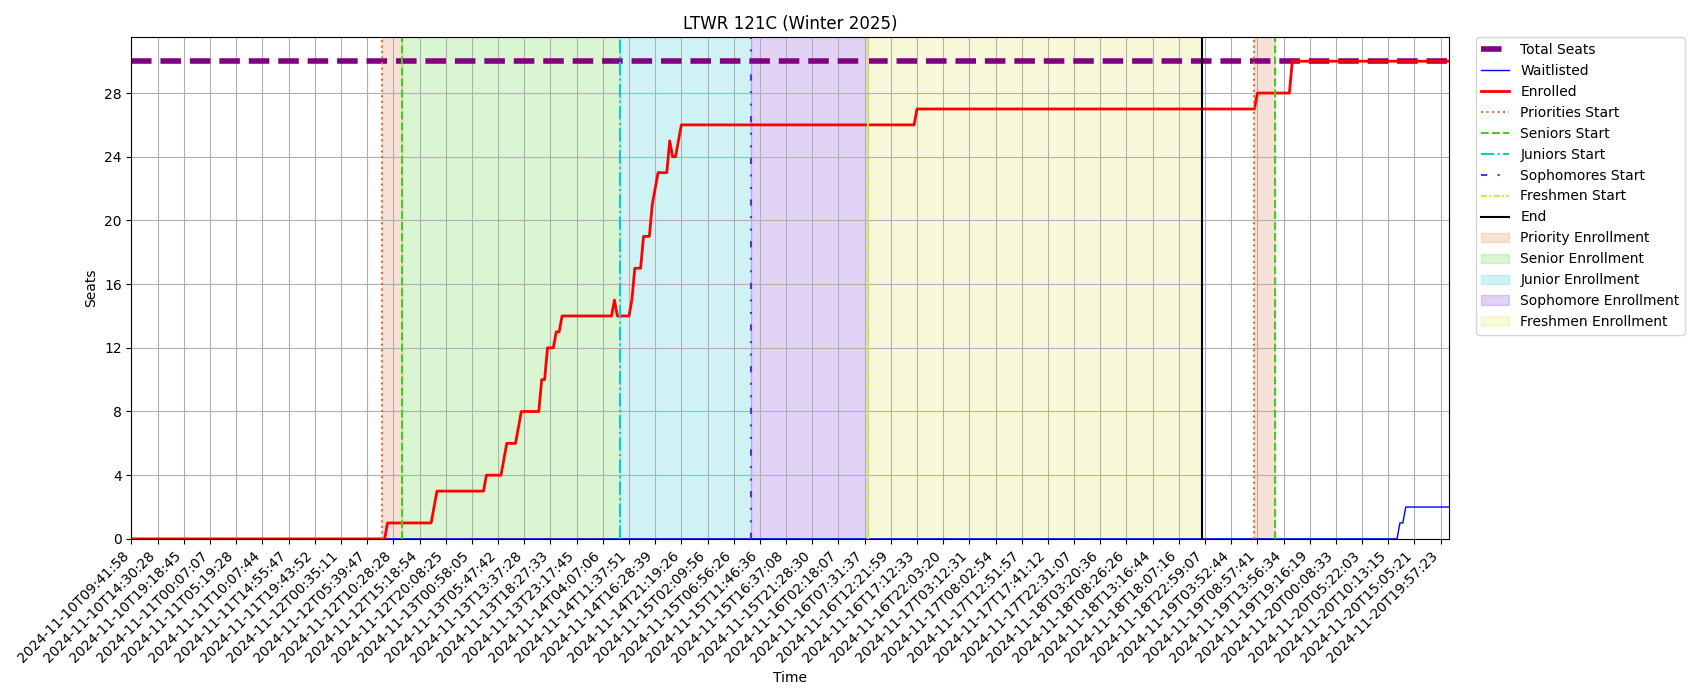 LTWR 121C (Winter 2025)
Total Seats
Waitlisted
Enrolled
Priorities Start
Seniors Start
Juniors Start
Sophomores Start
Freshmen Start
End
Priority Enrollment
Senior Enrollment
Junior Enrollment
Sophomore Enrollment
Freshmen Enrollment
Seats
28
24
20
16
12
8
4
0
2024-11-10T09:41:58
2024-11-10T14:30:28
2024-11-10T19:18:45
2024-11-11T00:07:07
2024-11-11T05:19:28
2024-11-11T10:07:44
2024-11-11T14:55:47
2024-11-11T19:43:52
2024-11-12T00:35:11
2024-11-12T05:39:47
2024-11-12T10:28:28
2024-11-12T15:18:54
2024-11-12T20:08:25
2024-11-13T00:58:05
2024-11-13T05:47:42
2024-11-13T13:37:28
2024-11-13T18:27:33
2024-11-13T23:17:45
2024-11-14T04:07:06
2024-11-14T11:37:51
2024-11-14T16:28:39
2024-11-14T21:19:26
2024-11-15T02:09:56
2024-11-15T06:56:26
2024-11-15T11:46:36
2024-11-15T16:37:08
2024-11-15T21:28:30
2024-11-16T02:18:07
2024-11-16T07:31:37
2024-11-16T12:21:59
2024-11-16T17:12:33
2024-11-16T22:03:20
2024-11-17T03:12:31
2024-11-17T08:02:54
2024-11-17T12:51:57
2024-11-17T17:41:12
2024-11-17T22:31:07
2024-11-18T03:20:36
2024-11-18T08:26:26
2024-11-18T13:16:44
2024-11-18T18:07:16
2024-11-18T22:59:07
2024-11-19T03:52:44
2024-11-19T08:57:41
2024-11-19T13:56:34
2024-11-19T19:16:19
2024-11-20T00:08:33
2024-11-20T05:22:03
2024-11-20T10:13:15
2024-11-20T15:05:21
2024-11-20T19:57:23
Time